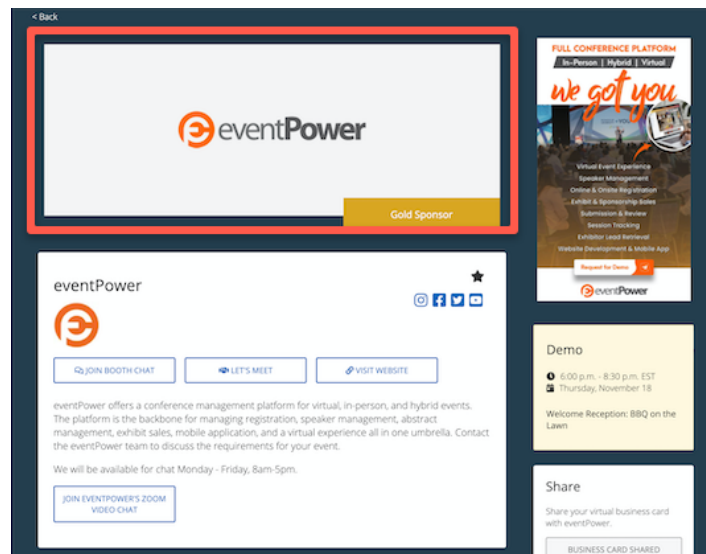 < Back
eventPower
Gold Sponsor
eventPower
JOIN BOOTH CHAT
LET'S MEET
VISIT WEBSITE
eventPower offers a conference management platform for virtual, in-person, and hybrid events.
The platform is the backbone for managing registration, speaker management, abstract
management, exhibit sales, mobile application, and a virtual experience all in one umbrella. Contact
the eventPower team to discuss the requirements for your event.
We will be available for chat Monday - Friday, 8am-5pm.
JOIN EVENTPOWER'S ZOOM
VIDEO CHAT
FULL CONFERENCE PLATFORM
In-Person | Hybrid | Virtual
we got you
Virtual Event Experience
Speaker Management
Online & Onsite Registration
Exhibit & Sponsorship Sales
Submission & Review
Session Tracking
Exhibitor Lead Retrieval
Website Development & Mobile App
Request for Demo
eventPower
Demo
6:00 p.m. - 8:30 p.m. EST
Thursday, November 18
Welcome Reception: BBQ on the
Lawn
Share
Share your virtual business card
with eventPower.
BUSINESS CARD SHARED